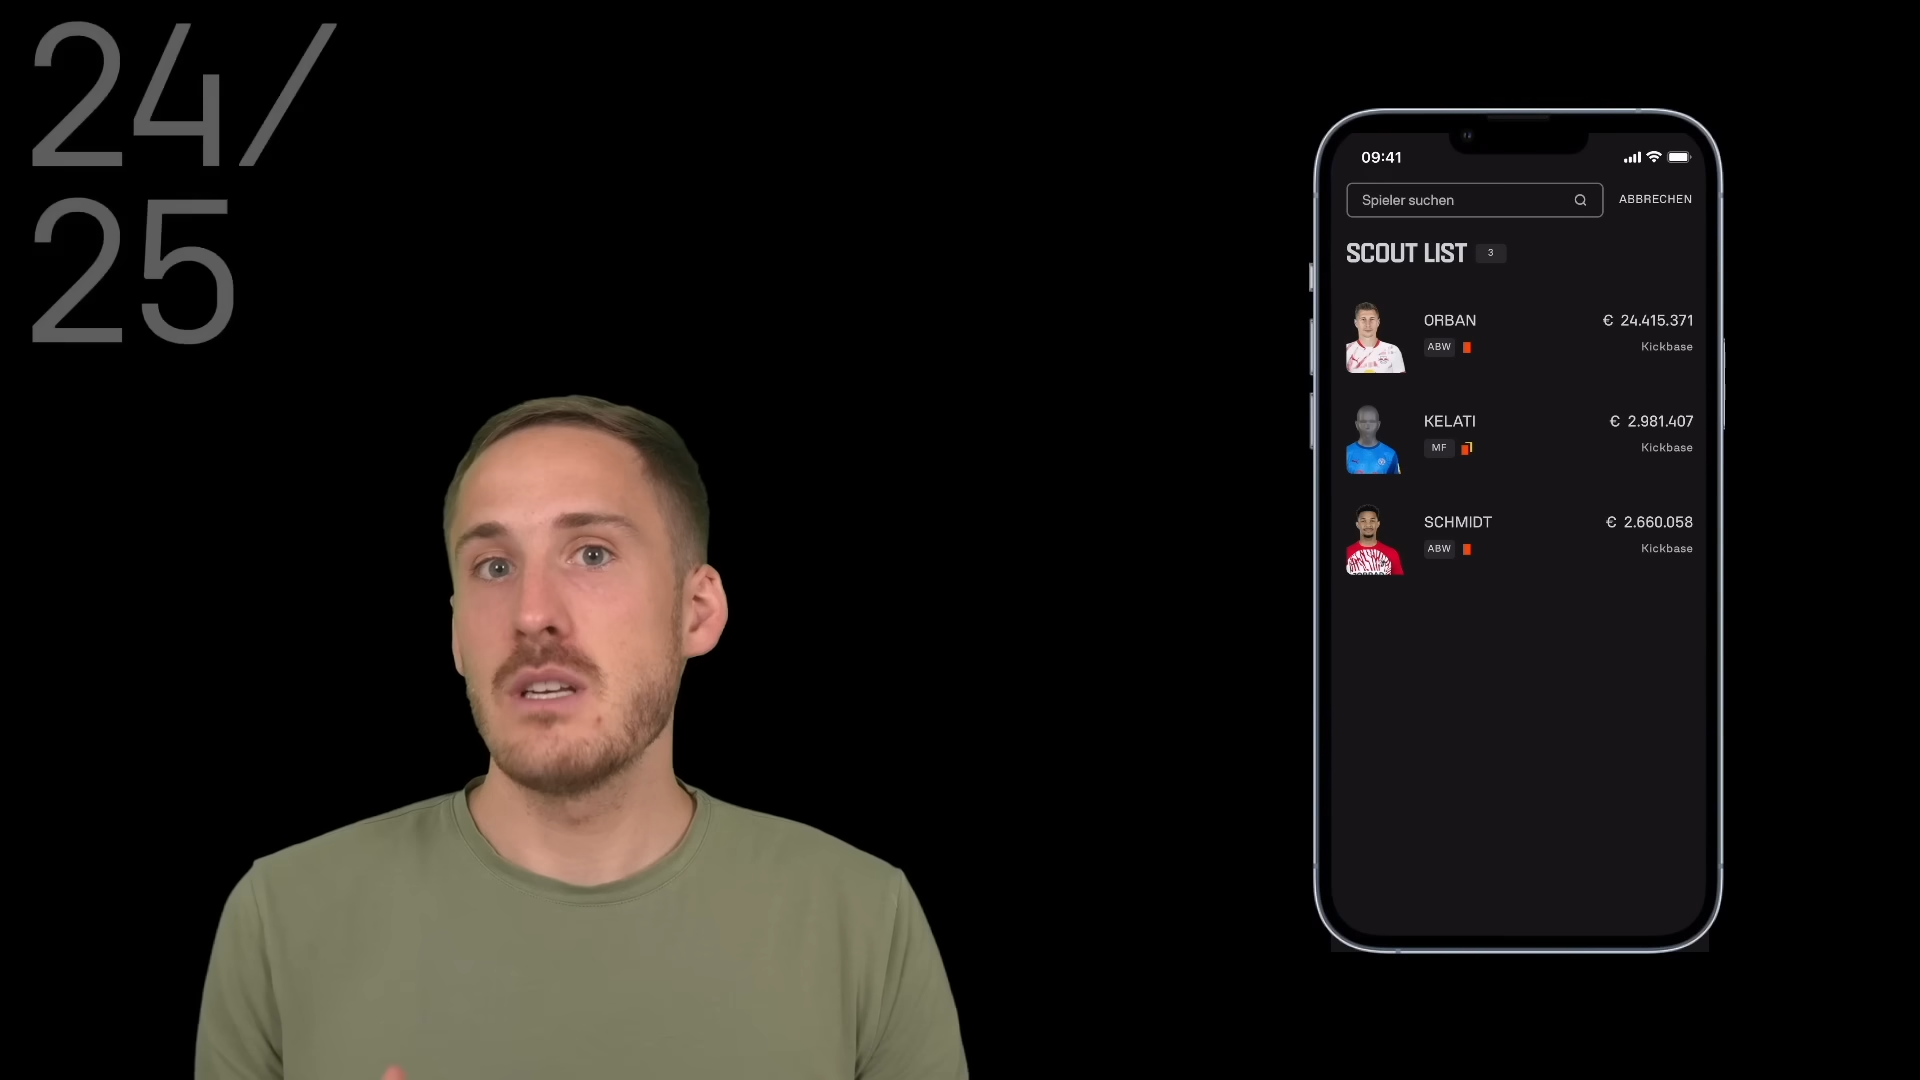 24/
25
09:41
Spieler suchen
ABBRECHEN
SCOUT LIST 3
ORBAN € 24.415.371
ABW Kickbase
KELATI € 2.981.407
MF Kickbase
SCHMIDT € 2.660.058
ABW Kickbase